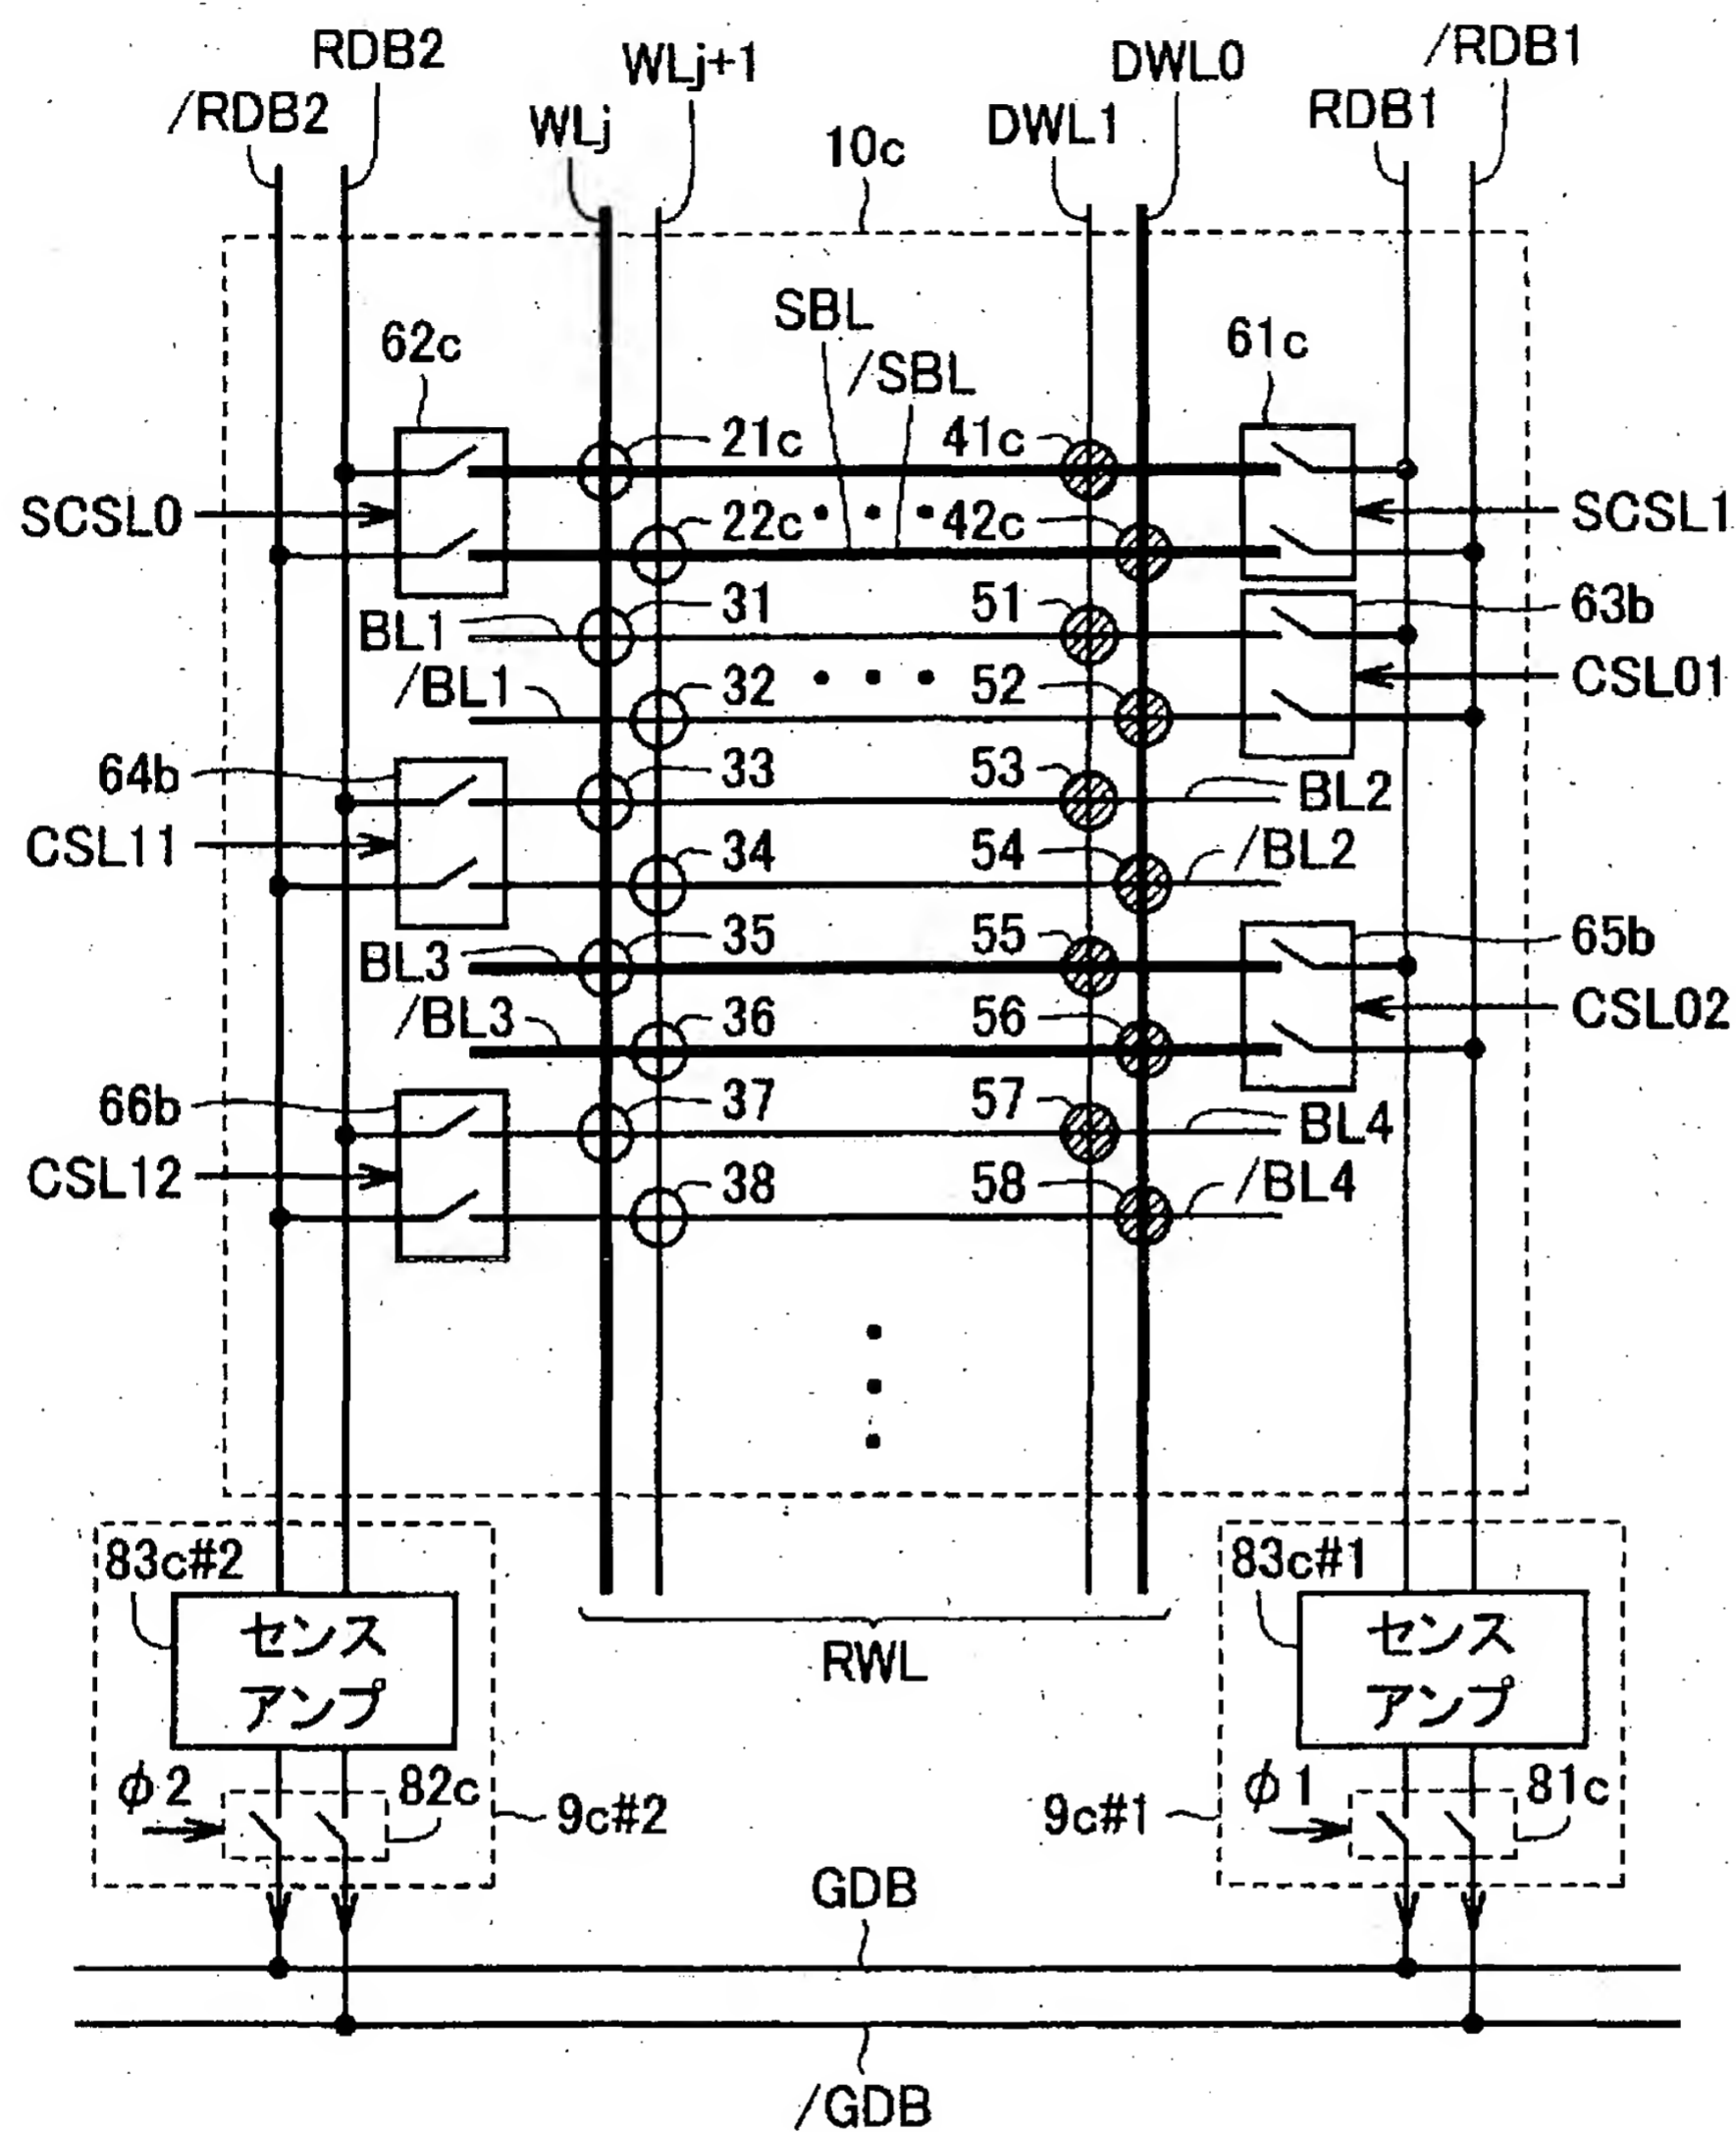 RDB2
/RDB2
WLj+1
WLj
DWL0
DWL1
/RDB1
RDB1
10c
SBL
/SBL
62c
61c
21c
41c
SCSL0
22c
42c
SCSL1
BL1
31
51
63b
/BL1
32
52
CSL01
64b
33
53
BL2
CSL11
34
54
/BL2
BL3
35
55
65b
/BL3
36
56
CSL02
66b
37
57
BL4
CSL12
38
58
/BL4
83c#2
センス
アンプ
RWL
83c#1
センス
アンプ
φ2
82c
9c#2
9c#1
φ1
81c
GDB
/GDB